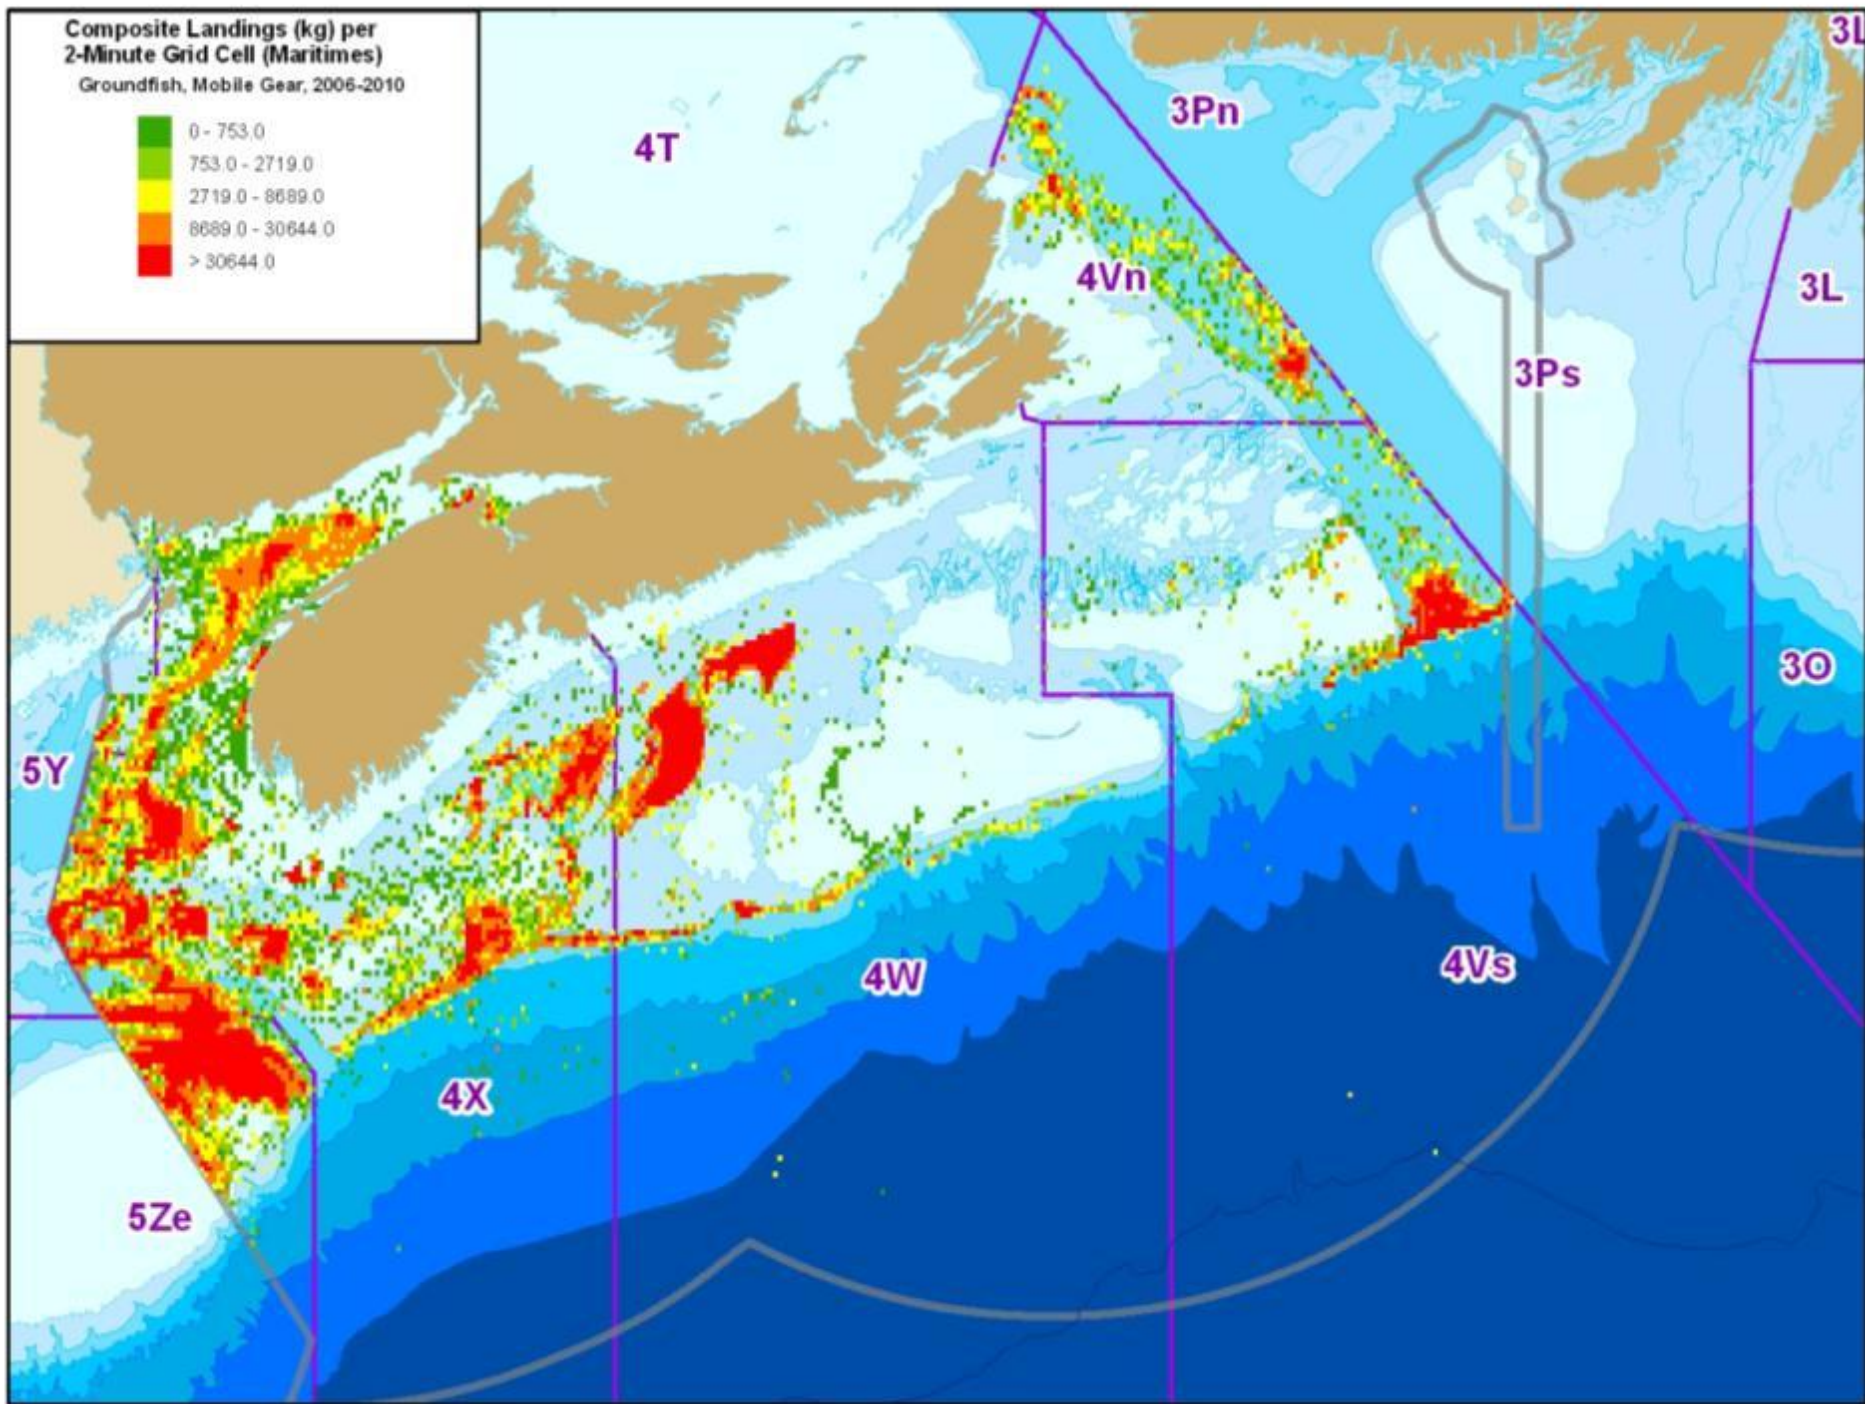 Composite Landings (kg) per
2-Minute Grid Cell (Maritimes)
Groundfish, Mobile Gear, 2006-2010
0 - 753.0
753.0 - 2719.0
2719.0 - 8689.0
8689.0 - 30644.0
> 30644.0
3L
3Pn
4T
4Vn
3L
3Ps
3O
5Y
4W
4Vs
4X
5Ze